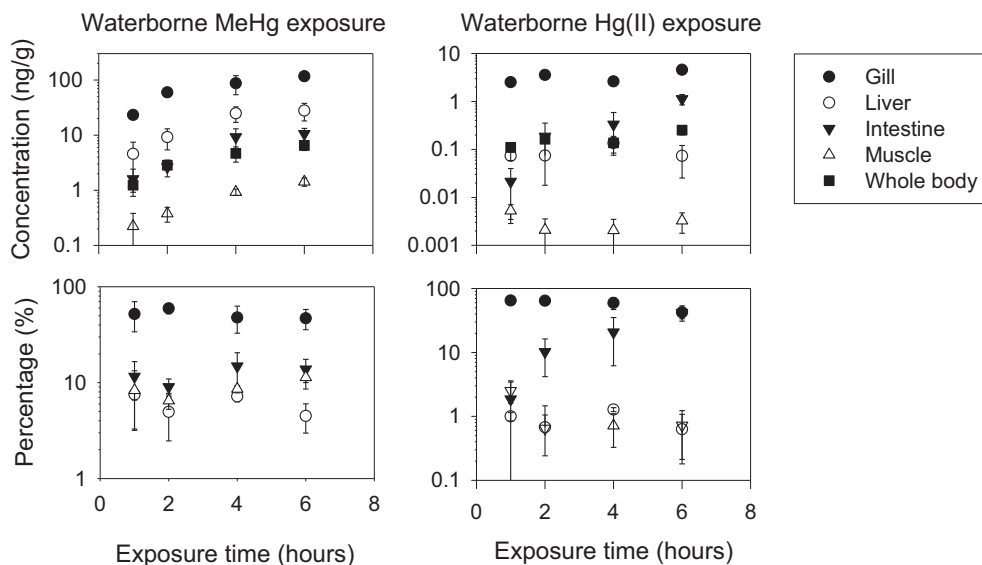 Waterborne MeHg exposure
Waterborne Hg(II) exposure
Concentration (ng/g)
100
10
1
0.1
10
1
0.1
0.01
0.001
Gill
Liver
Intestine
Muscle
Whole body
Percentage (%)
100
10
1
100
10
1
0.1
0 2 4 6 8
0 2 4 6 8
Exposure time (hours)
Exposure time (hours)